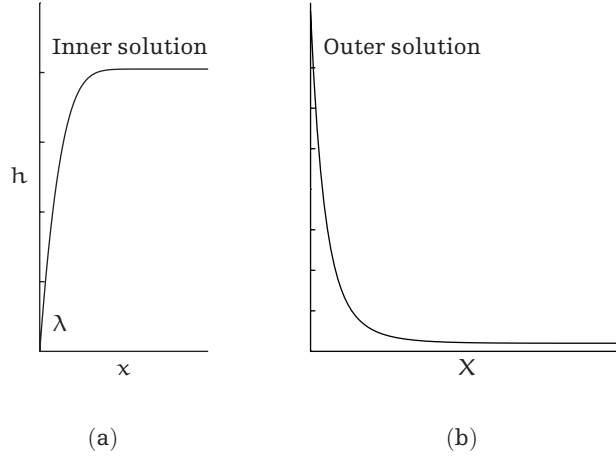 Inner solution
h
λ
x
(a)
Outer solution
X
(b)